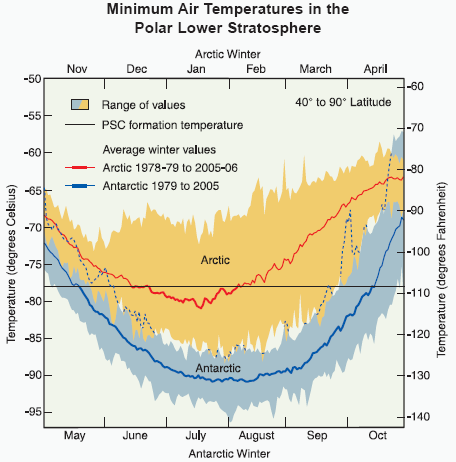 Minimum Air Temperatures in the
Polar Lower Stratosphere
Arctic Winter
Nov Dec Jan Feb March April
-50
-55
-60
-65
-70
-75
-80
-85
-90
-95
Temperature (degrees Celsius)
Range of values
40° to 90° Latitude
PSC formation temperature
Average winter values
Arctic 1978-79 to 2005-06
Antarctic 1979 to 2005
Arctic
Antarctic
-60
-70
-80
-90
-100
-110
-120
-130
-140
Temperature (degrees Fahrenheit)
May June July August Sep Oct
Antarctic Winter